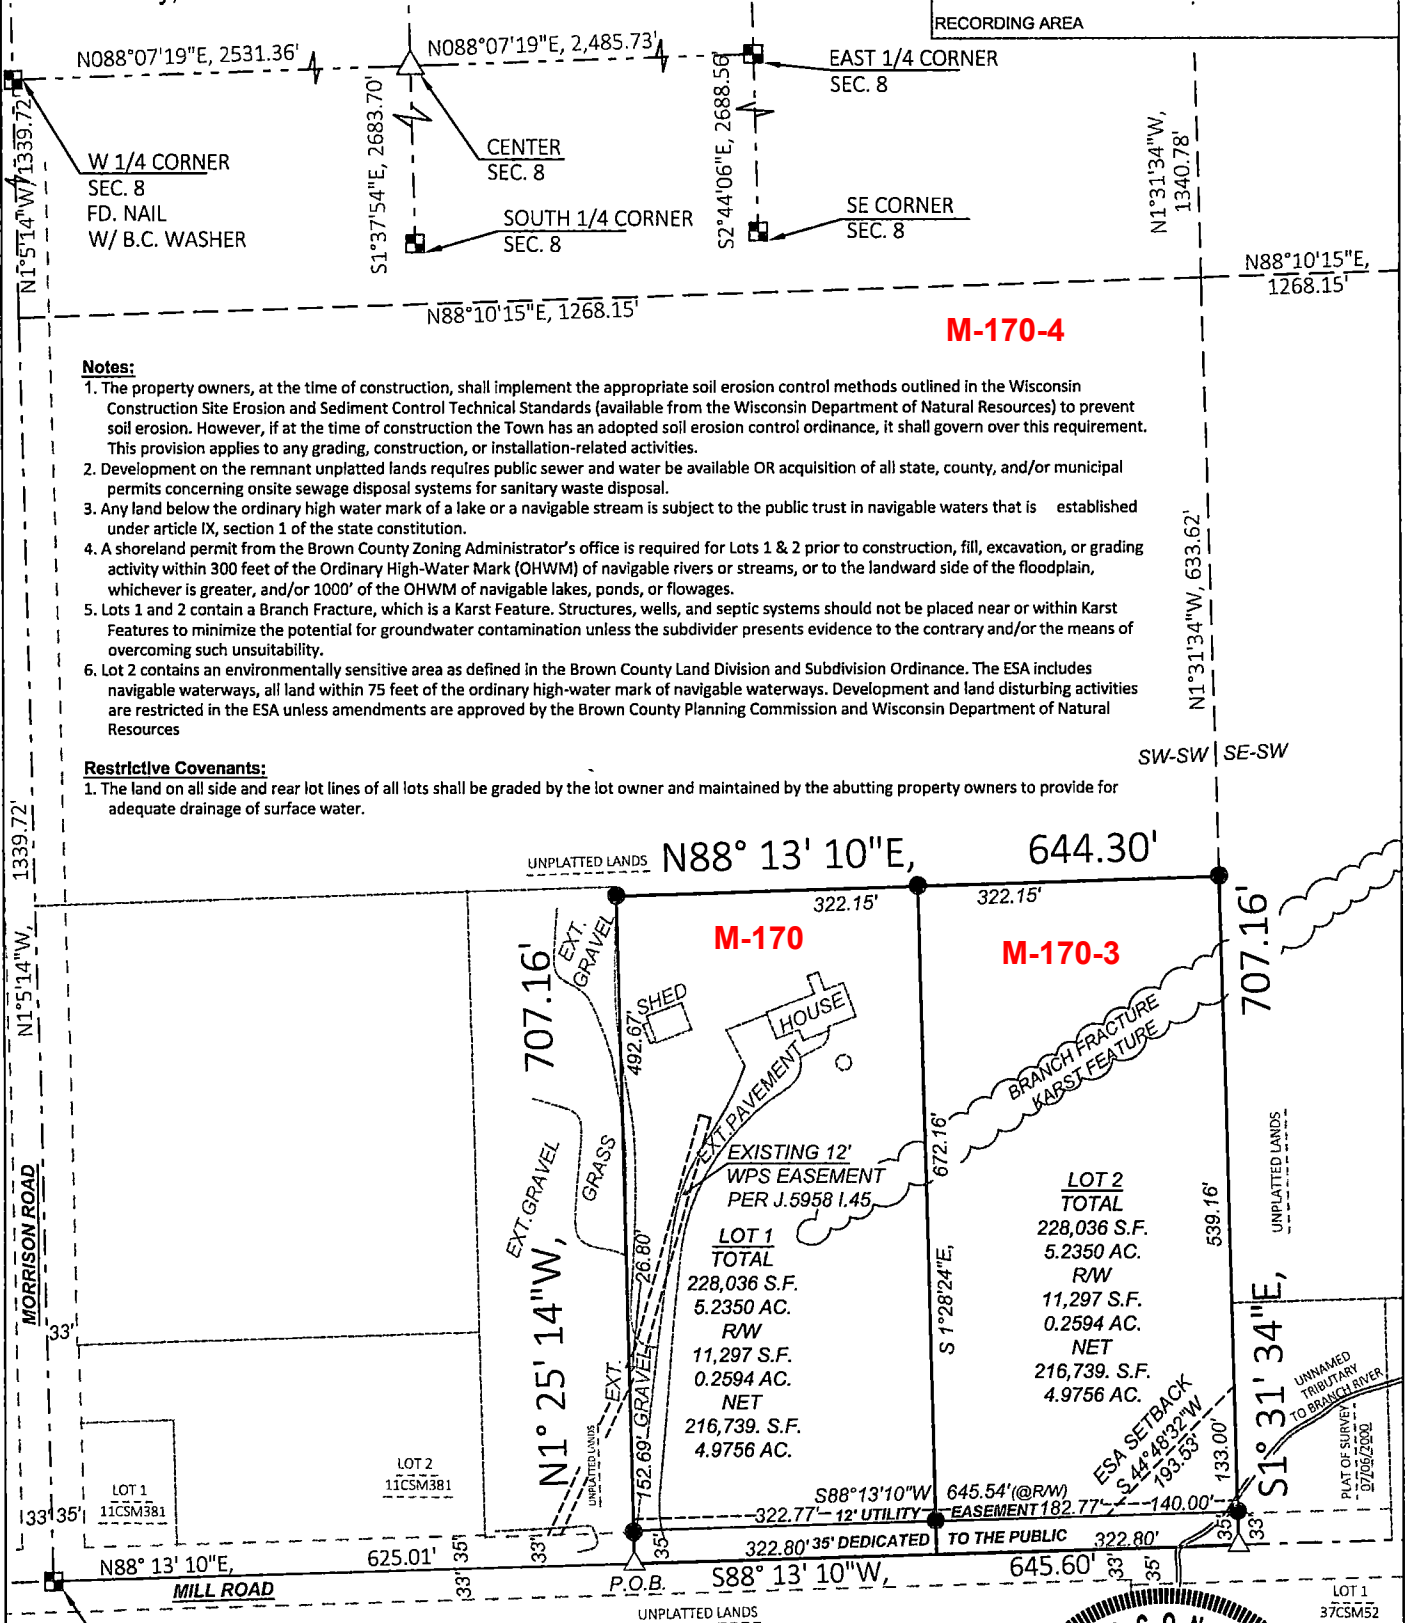 RECORDING AREA
N088°07'19"E, 2531.36'
N088°07'19"E, 2,485.73'
EAST 1/4 CORNER
SEC. 8
W 1/4 CORNER
SEC. 8
FD. NAIL
W/ B.C. WASHER
CENTER
SEC. 8
SOUTH 1/4 CORNER
SEC. 8
SE CORNER
SEC. 8
N1°5'14"W, 1339.72'
S1°37'54"E, 2683.70'
S2°44'06"E, 2688.56'
N1°31'34"W,
1340.78'
N88°10'15"E,
1268.15'
N88°10'15"E, 1268.15'
M-170-4
Notes:
1. The property owners, at the time of construction, shall implement the appropriate soil erosion control methods outlined in the Wisconsin
Construction Site Erosion and Sediment Control Technical Standards (available from the Wisconsin Department of Natural Resources) to prevent
soil erosion. However, if at the time of construction the Town has an adopted soil erosion control ordinance, it shall govern over this requirement.
This provision applies to any grading, construction, or installation-related activities.
2. Development on the remnant unplatted lands requires public sewer and water be available OR acquisition of all state, county, and/or municipal
permits concerning onsite sewage disposal systems for sanitary waste disposal.
3. Any land below the ordinary high water mark of a lake or a navigable stream is subject to the public trust in navigable waters that is established
under article IX, section 1 of the state constitution.
4. A shoreland permit from the Brown County Zoning Administrator's office is required for Lots 1 & 2 prior to construction, fill, excavation, or grading
activity within 300 feet of the Ordinary High-Water Mark (OHWM) of navigable rivers or streams, or to the landward side of the floodplain,
whichever is greater, and/or 1000' of the OHWM of navigable lakes, ponds, or flowages.
5. Lots 1 and 2 contain a Branch Fracture, which is a Karst Feature. Structures, wells, and septic systems should not be placed near or within Karst
Features to minimize the potential for groundwater contamination unless the subdivider presents evidence to the contrary and/or the means of
overcoming such unsuitability.
6. Lot 2 contains an environmentally sensitive area as defined in the Brown County Land Division and Subdivision Ordinance. The ESA includes
navigable waterways, all land within 75 feet of the ordinary high-water mark of navigable waterways. Development and land disturbing activities
are restricted in the ESA unless amendments are approved by the Brown County Planning Commission and Wisconsin Department of Natural
Resources
Restrictive Covenants:
1. The land on all side and rear lot lines of all lots shall be graded by the lot owner and maintained by the abutting property owners to provide for
adequate drainage of surface water.
N1°31'34"W, 633.62'
SW-SW
SE-SW
UNPLATTED LANDS
N88° 13' 10"E,
644.30'
322.15'
322.15'
N1°5'14"W,
1339.72'
M-170
M-170-3
EXT.
GRAVEL
707.16'
707.16'
SHED
492.67'
HOUSE
EXT.PAVEMENT
BRANCH FRACTURE
KARST FEATURE
EXISTING 12'
WPS EASEMENT
PER J.5958 I.45
EXT.GRAVEL
GRASS
672.16'
MORRISON ROAD
33'
LOT 1
TOTAL
228,036 S.F.
5.2350 AC.
R/W
11,297 S.F.
0.2594 AC.
NET
216,739. S.F.
4.9756 AC.
LOT 2
TOTAL
228,036 S.F.
5.2350 AC.
R/W
11,297 S.F.
0.2594 AC.
NET
216,739. S.F.
4.9756 AC.
26.80'
S 1°28'24"E,
539.16'
UNPLATTED LANDS
N1° 25' 14"W,
S1° 31' 34"E,
EXT.
GRAVEL
152.69'
UNPLATTED LANDS
ESA SETBACK
S 44°48'32"W
193.53'
133.00'
UNNAMED
TRIBUTARY
TO BRANCH RIVER
PLAT OF SURVEY
07/06/2000
LOT 1
11CSM381
LOT 2
11CSM381
S88°13'10"W
645.54'(@R/W)
322.77'
12' UTILITY
EASEMENT
182.77'
140.00'
33'
35'
322.80'
35' DEDICATED
TO THE PUBLIC
322.80'
35'
33'
N88° 13' 10"E,
625.01'
35'
33'
33'
35'
MILL ROAD
P.O.B.
S88° 13' 10"W,
645.60'
33'
35'
UNPLATTED LANDS
LOT 1
37CSM52
S C O N